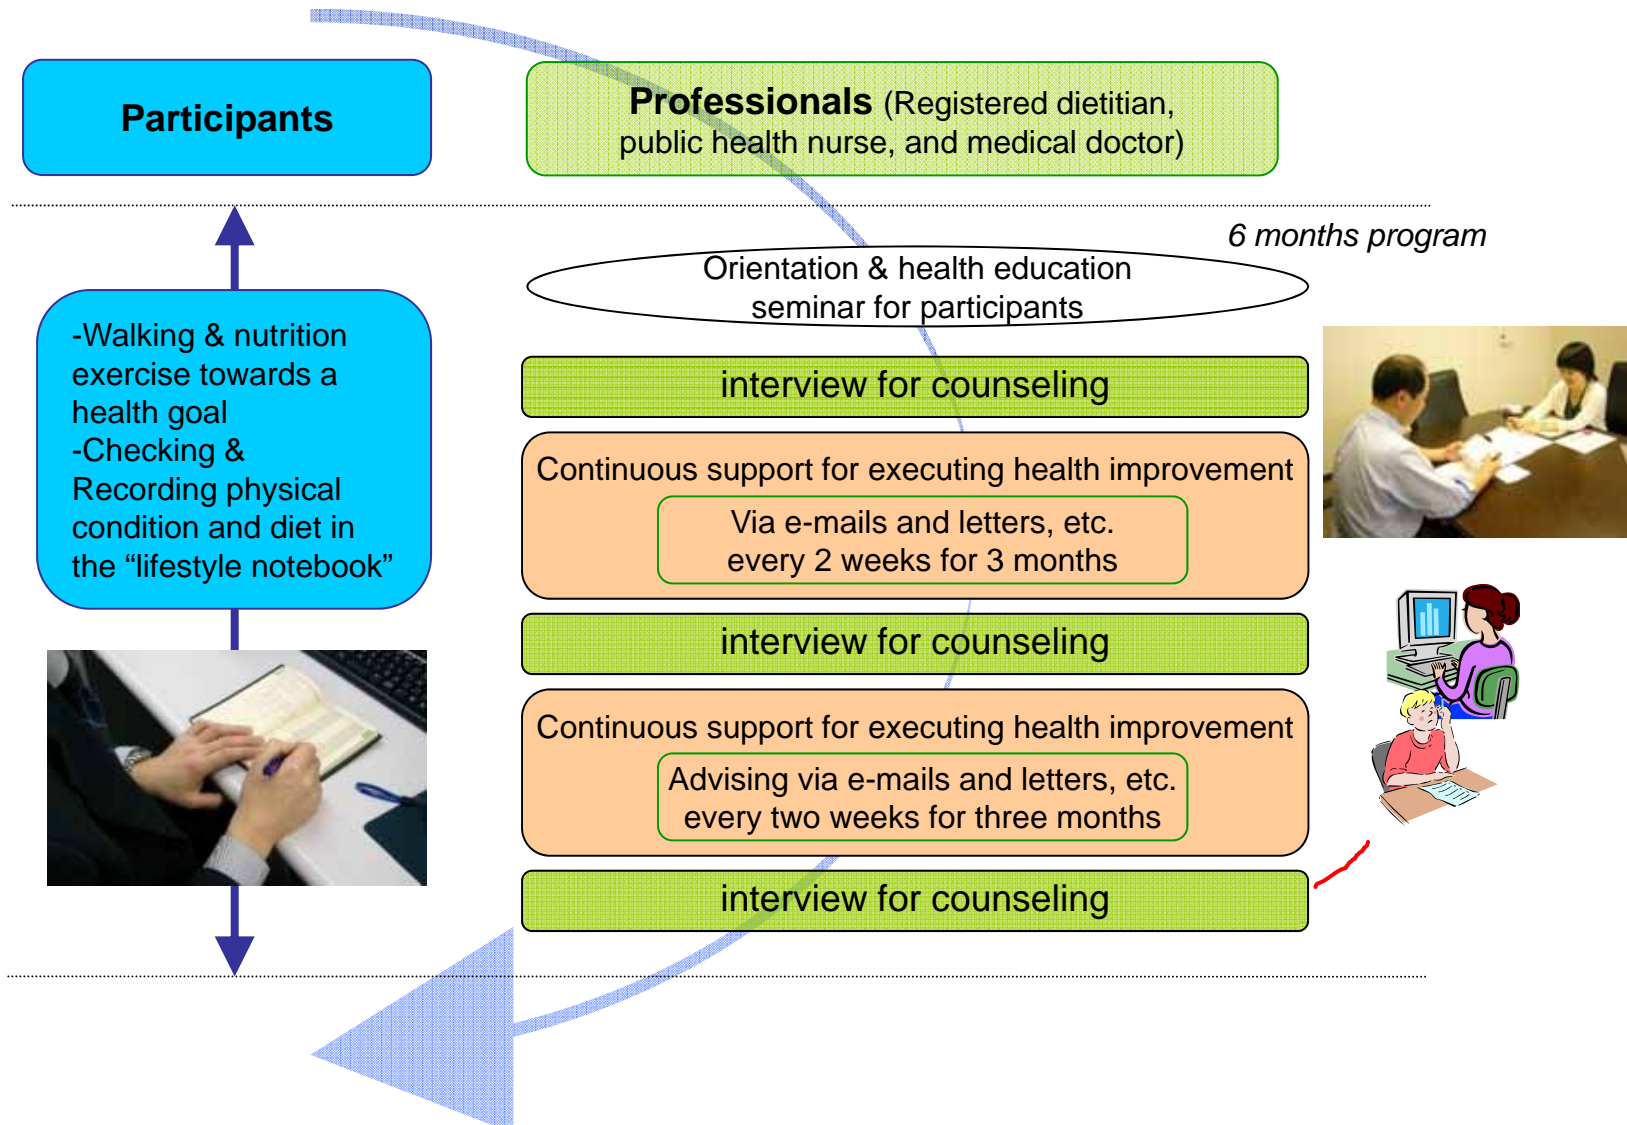 Participants
Professionals (Registered dietitian,
public health nurse, and medical doctor)
6 months program
Orientation & health education
seminar for participants
-Walking & nutrition
exercise towards a
health goal
-Checking &
Recording physical
condition and diet in
the “lifestyle notebook”
interview for counseling
Continuous support for executing health improvement
Via e-mails and letters, etc.
every 2 weeks for 3 months
interview for counseling
Continuous support for executing health improvement
Advising via e-mails and letters, etc.
every two weeks for three months
interview for counseling